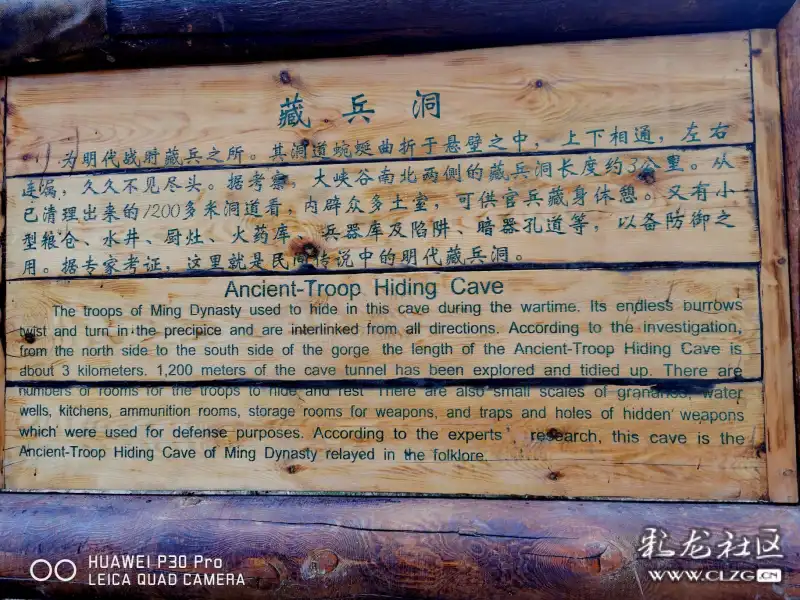 藏兵洞
为明代战时藏兵之所。其洞道蜿蜒曲折于悬壁之中，上下相通，左右
连属，久久不见尽头。据考察，大峡谷南北两侧的藏兵洞长度约3公里。从
已清理出来的1200多米洞道看，内辟众多土室，可供官兵藏身休憩。又有小
型粮仓、水井、厨灶、火药库、兵器库及陷阱、暗器孔道等，以备防御之
用。据专家考证，这里就是民间传说中的明代藏兵洞。
Ancient-Troop Hiding Cave
The troops of Ming Dynasty used to hide in this cave during the wartime. Its endless burrows
twist and turn in the precipice and are interlinked from all directions. According to the investigation,
from the north side to the south side of the gorge the length of the Ancient-Troop Hiding Cave is
about 3 kilometers. 1,200 meters of the cave tunnel has been explored and tidied up. There are
numbers of rooms for the troops to hide and rest There are also small scales of granaries, water
wells, kitchens, ammunition rooms, storage rooms for weapons, and traps and holes of hidden weapons
which were used for defense purposes. According to the experts' research, this cave is the
Ancient-Troop Hiding Cave of Ming Dynasty relayed in the folklore.
HUAWEI P30 Pro
LEICA QUAD CAMERA
彩龙社区
www.CLZG.CN